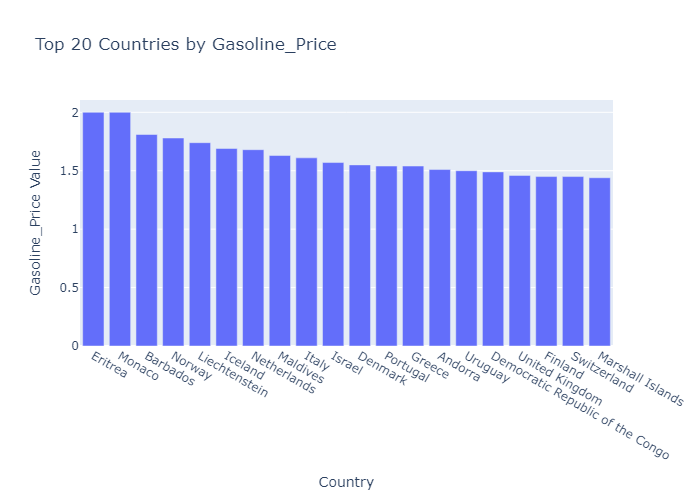 Top 20 Countries by Gasoline_Price
Gasoline_Price Value
2
1.5
1
0.5
0
Eritrea
Monaco
Barbados
Norway
Liechtenstein
Iceland
Netherlands
Maldives
Italy
Israel
Denmark
Portugal
Greece
Andorra
Uruguay
Democratic Republic of the Congo
United Kingdom
Finland
Switzerland
Marshall Islands
Country